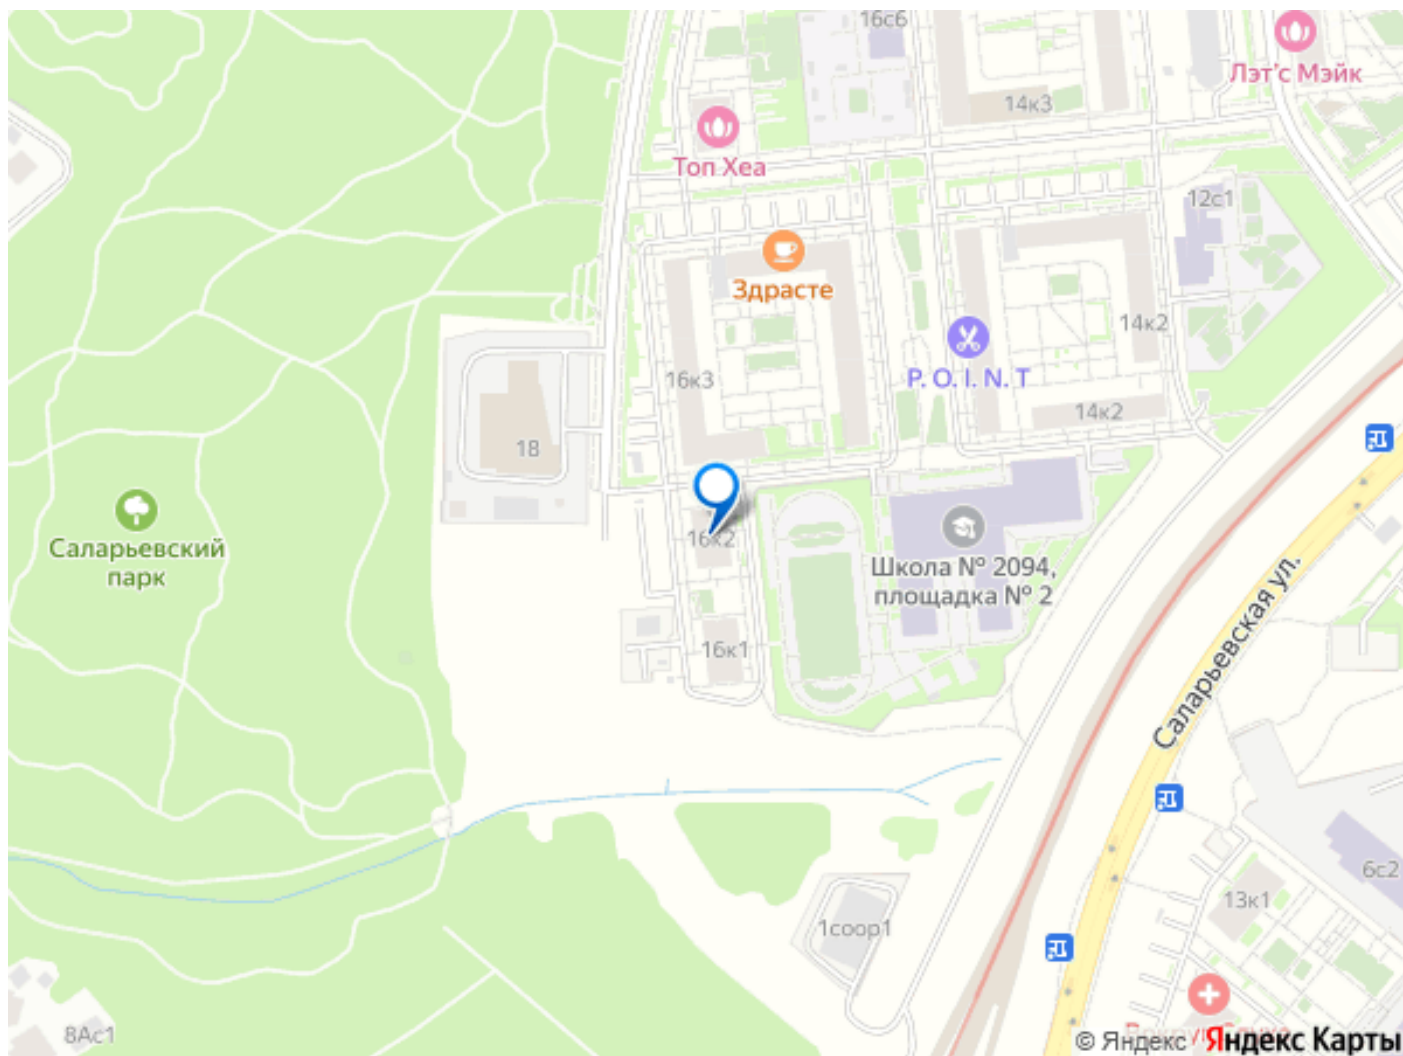 16с6
Лэт'с Мэйк
14к3
Топ Хеа
12с1
Здрасте
14к2
16к3
P. O. I. N. T
14к2
18
Саларьевский
парк
16к2
Школа № 2094,
площадка № 2
Саларьевская ул.
16к1
6с2
13к1
1соор1
8Ас1
© Яндекс Яндекс Карты